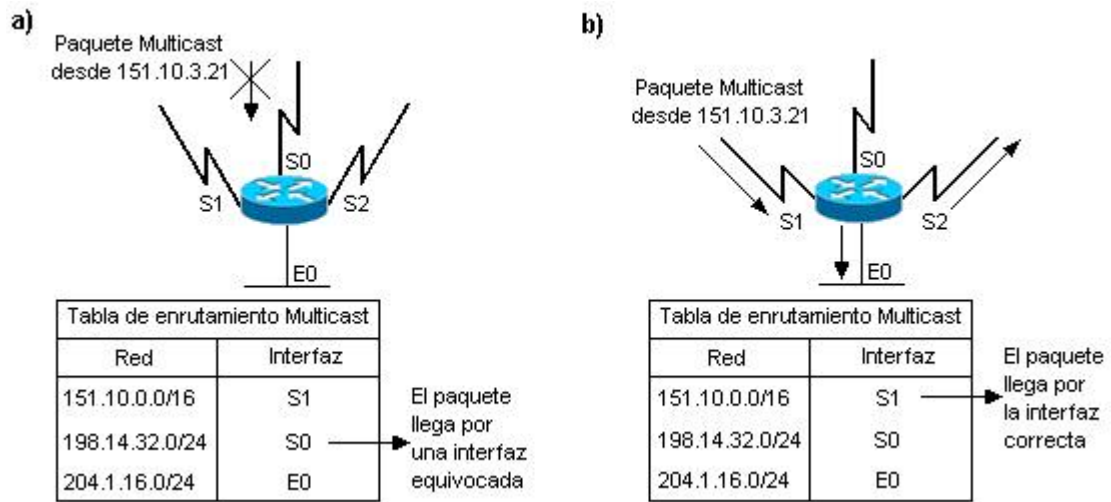 a)
Paquete Multicast
desde 151.10.3.21
S0
S1
S2
E0
Tabla de enrutamiento Multicast
Red Interfaz
151.10.0.0/16 S1
198.14.32.0/24 S0
204.1.16.0/24 E0
El paquete
llega por
una interfaz
equivocada
b)
Paquete Multicast
desde 151.10.3.21
S0
S1
S2
E0
Tabla de enrutamiento Multicast
Red Interfaz
151.10.0.0/16 S1
198.14.32.0/24 S0
204.1.16.0/24 E0
El paquete
llega por
la interfaz
correcta